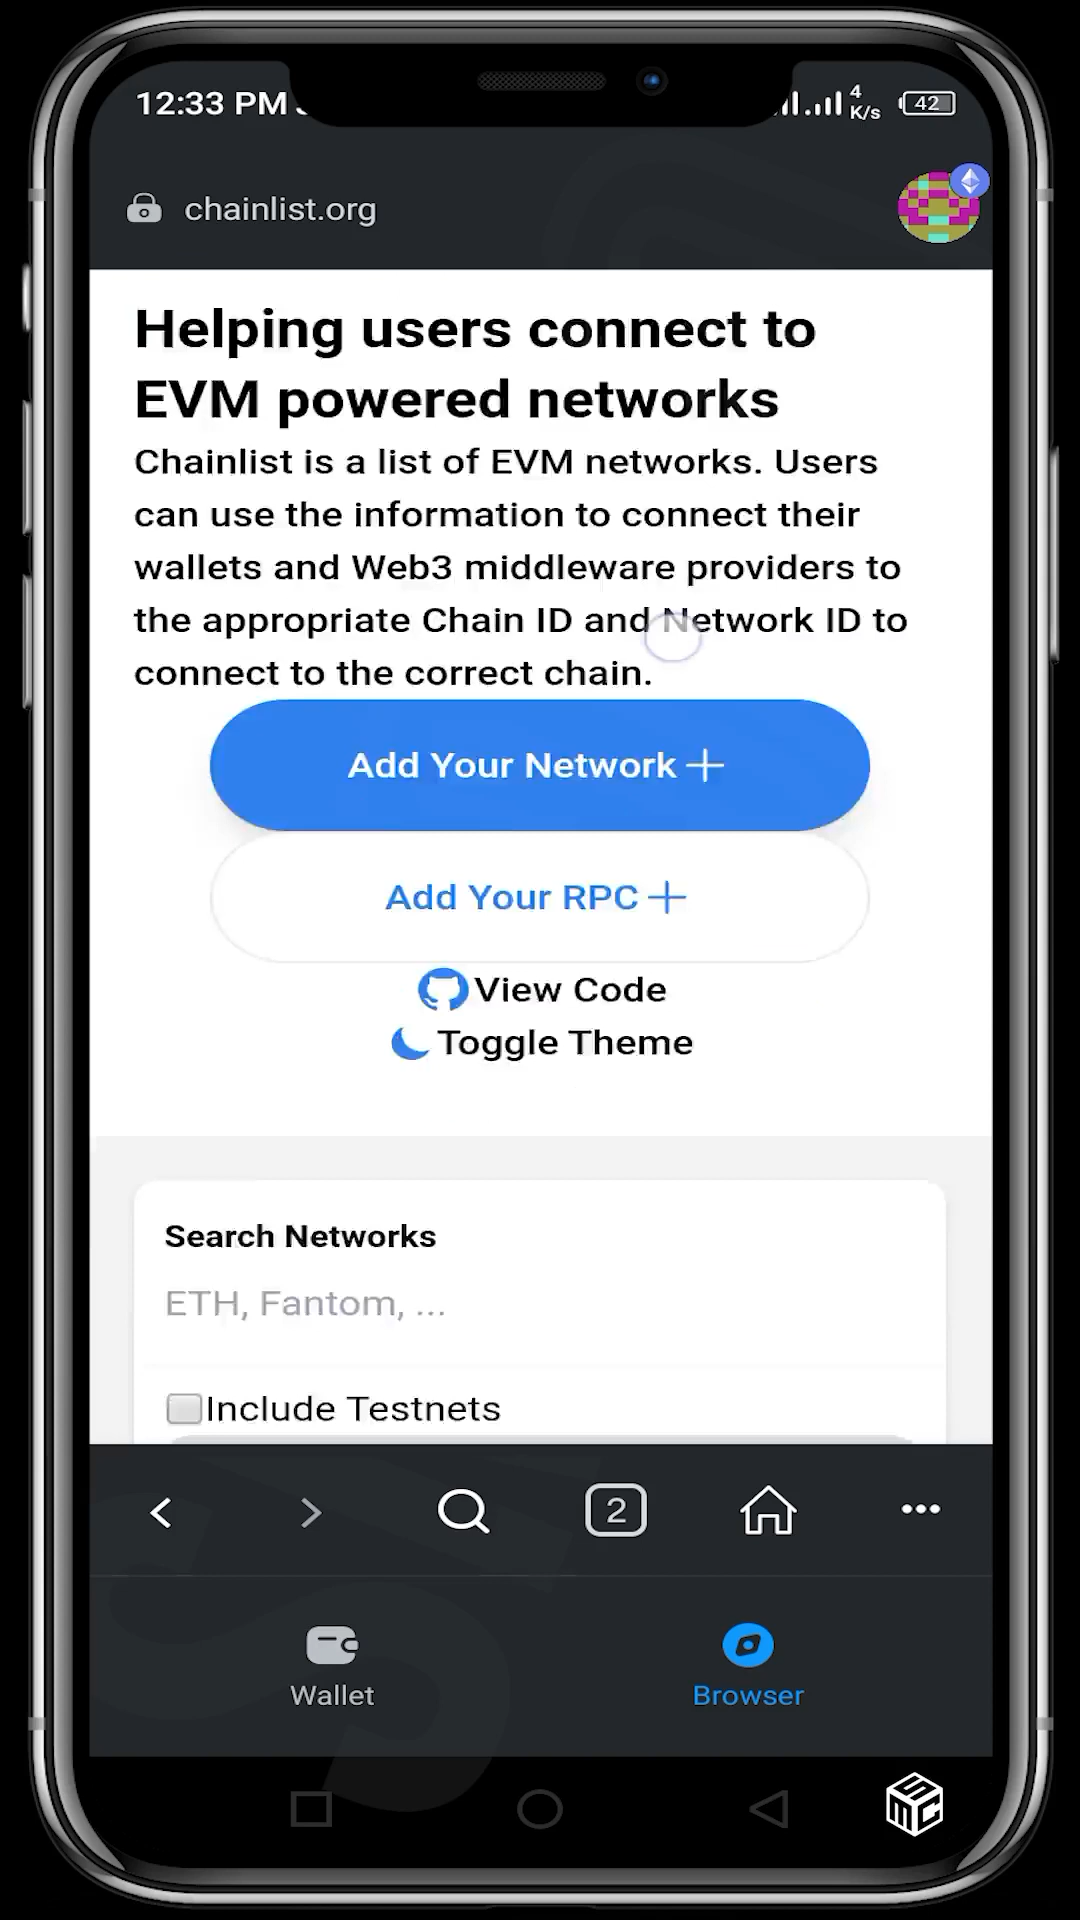 12:33 PM
4
K/s
42
chainlist.org
Helping users connect to
EVM powered networks
Chainlist is a list of EVM networks. Users
can use the information to connect their
wallets and Web3 middleware providers to
the appropriate Chain ID and Network ID to
connect to the correct chain.
Add Your Network
Add Your RPC
View Code
Toggle Theme
Search Networks
ETH, Fantom, ...
Include Testnets
2
Wallet
Browser
SMC